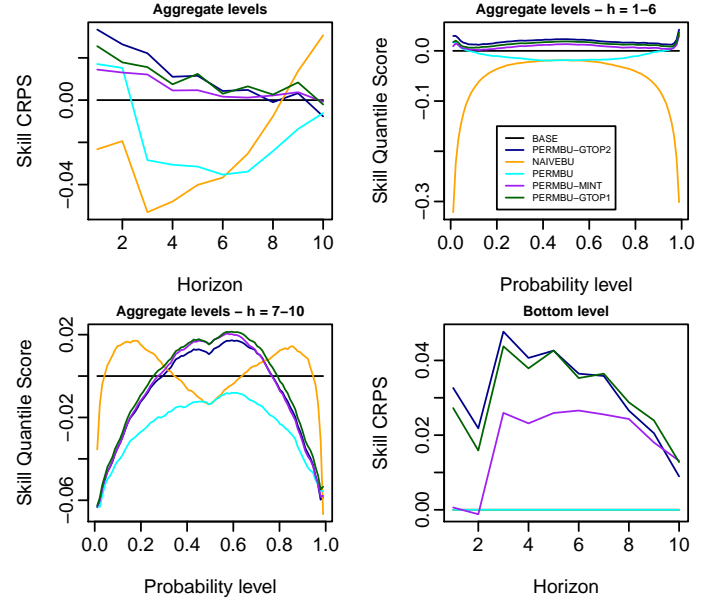 Aggregate levels
Skill CRPS
0.00
−0.04
2
4
6
8
10
Horizon
Aggregate levels − h = 1−6
Skill Quantile Score
0.0
−0.1
−0.3
BASE
PERMBU−GTOP2
NAIVEBU
PERMBU
PERMBU−MINT
PERMBU−GTOP1
0.0
0.2
0.4
0.6
0.8
1.0
Probability level
Aggregate levels − h = 7−10
Skill Quantile Score
0.02
−0.02
−0.06
0.0
0.2
0.4
0.6
0.8
1.0
Probability level
Bottom level
Skill CRPS
0.04
0.02
0.00
2
4
6
8
10
Horizon